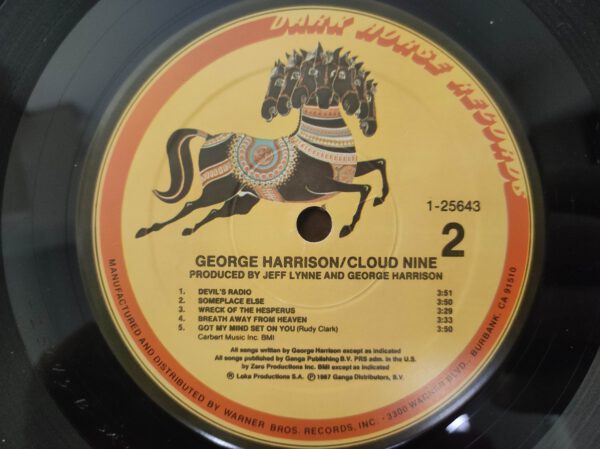 DARK HORSE RECORDS
1-25643
2
GEORGE HARRISON/CLOUD NINE
PRODUCED BY JEFF LYNNE AND GEORGE HARRISON
1. DEVIL'S RADIO 3:51
2. SOMEPLACE ELSE 3:50
3. WRECK OF THE HESPERUS 3:29
4. BREATH AWAY FROM HEAVEN 3:33
5. GOT MY MIND SET ON YOU (Rudy Clark) 3:50
Carbert Music Inc. BMI
All songs written by George Harrison except as indicated
All songs published by Ganga Publishing B.V. PRS adm. in the U.S.
by Zero Productions Inc. BMI except as indicated
℗ Loka Productions S.A. ℗ 1987 Ganga Distributors, B.V.
MANUFACTURED AND DISTRIBUTED BY WARNER BROS. RECORDS, INC. - 3300 WARNER BLVD. - BURBANK, CA 91510